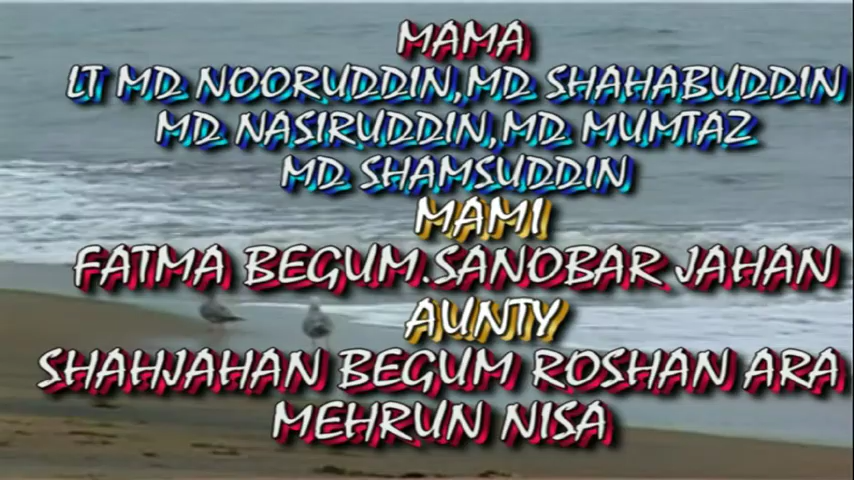 MAMA
LT MD NOORUDDIN,MD SHAHABUDDIN
MD NASIRUDDIN,MD MUMTAZ
MD SHAMSUDDIN
MAMI
FATMA BEGUM.SANOBAR JAHAN
AUNTY
SHAHJAHAN BEGUM ROSHAN ARA,
MEHRUN NISA